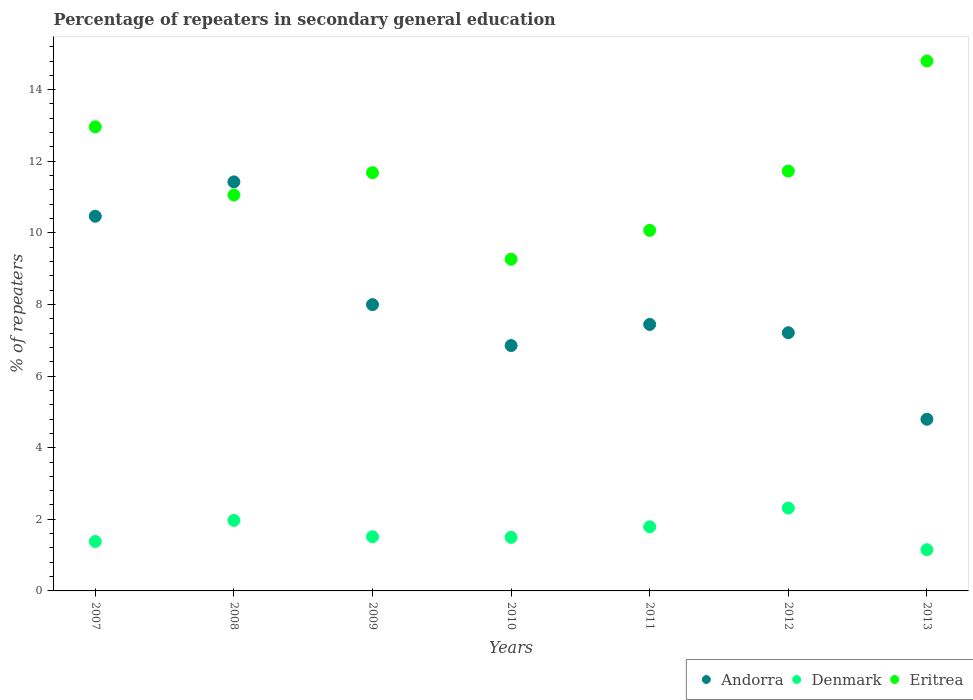 Percentage of repeaters in secondary general education
% of repeaters
14
12
10
8
6
4
2
0
2007
2008
2009
2010
2011
2012
2013
Years
Andorra
Denmark
Eritrea